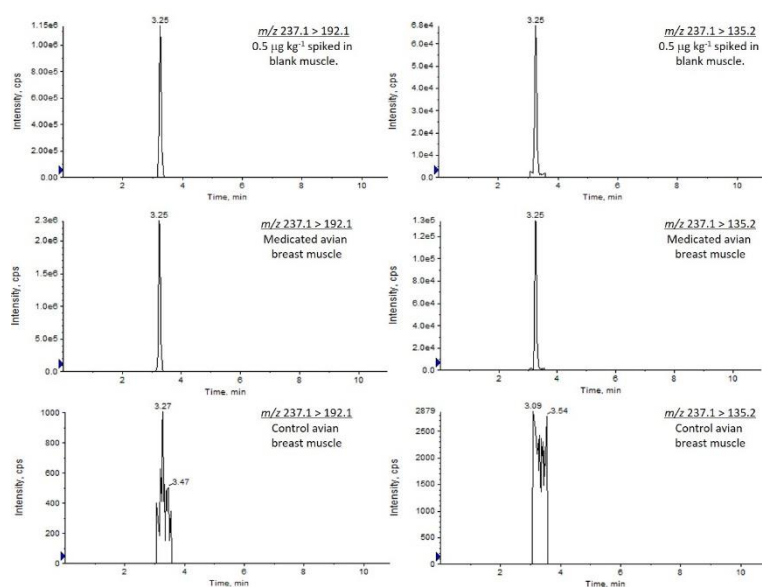 3.25
1.15e6
1.00e6
8.00e5
6.00e5
4.00e5
2.00e5
0.00
Intensity, cps
2 4 6 8 10
Time, min
m/z 237.1 > 192.1
0.5 µg kg-1 spiked in
blank muscle.
3.25
6.8e4
6.0e4
5.0e4
4.0e4
3.0e4
2.0e4
1.0e4
0.0
Intensity, cps
2 4 6 8 10
Time, min
m/z 237.1 > 135.2
0.5 µg kg-1 spiked in
blank muscle.
3.25
2.3e6
2.0e6
1.5e6
1.0e6
5.0e5
0.0
Intensity, cps
2 4 6 8 10
Time, min
m/z 237.1 > 192.1
Medicated avian
breast muscle
3.25
1.3e5
1.2e5
1.0e5
8.0e4
6.0e4
4.0e4
2.0e4
0.0
Intensity, cps
2 4 6 8 10
Time, min
m/z 237.1 > 135.2
Medicated avian
breast muscle
3.27
3.47
1000
800
600
400
200
0
Intensity, cps
2 4 6 8 10
Time, min
m/z 237.1 > 192.1
Control avian
breast muscle
3.09 3.54
2879
2500
2000
1500
1000
500
0
Intensity, cps
2 4 6 8 10
Time, min
m/z 237.1 > 135.2
Control avian
breast muscle